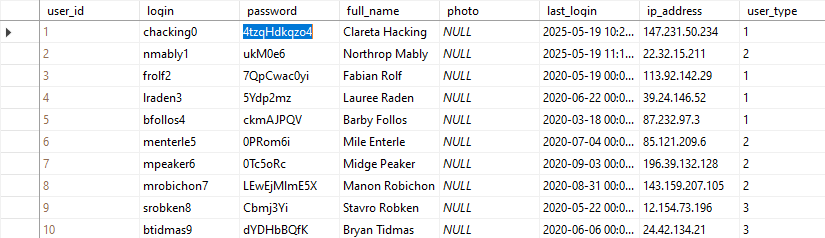 user_id login password full_name photo last_login ip_address user_type
1 chacking0 4tzqHdkqzo4 Clareta Hacking NULL 2025-05-19 10:2... 147.231.50.234 1
2 nmably1 ukM0e6 Northrop Mably NULL 2025-05-19 11:1... 22.32.15.211 2
3 frolf2 7QpCwac0yi Fabian Rolf NULL 2025-05-19 00:0... 113.92.142.29 1
4 lraden3 5Ydp2mz Lauree Raden NULL 2020-06-22 00:0... 39.24.146.52 1
5 bfollos4 ckmAJPQV Barby Follos NULL 2020-03-18 00:0... 87.232.97.3 1
6 menterle5 0PRom6i Mile Enterle NULL 2020-07-04 00:0... 85.121.209.6 2
7 mpeaker6 0Tc5oRc Midge Peaker NULL 2020-09-03 00:0... 196.39.132.128 2
8 mrobichon7 LEwEjMImE5X Manon Robichon NULL 2020-08-31 00:0... 143.159.207.105 2
9 srobken8 Cbmj3Yi Stavro Robken NULL 2020-05-22 00:0... 12.154.73.196 3
10 btidmas9 dYDHbBQfK Bryan Tidmas NULL 2020-06-06 00:0... 24.42.134.21 3